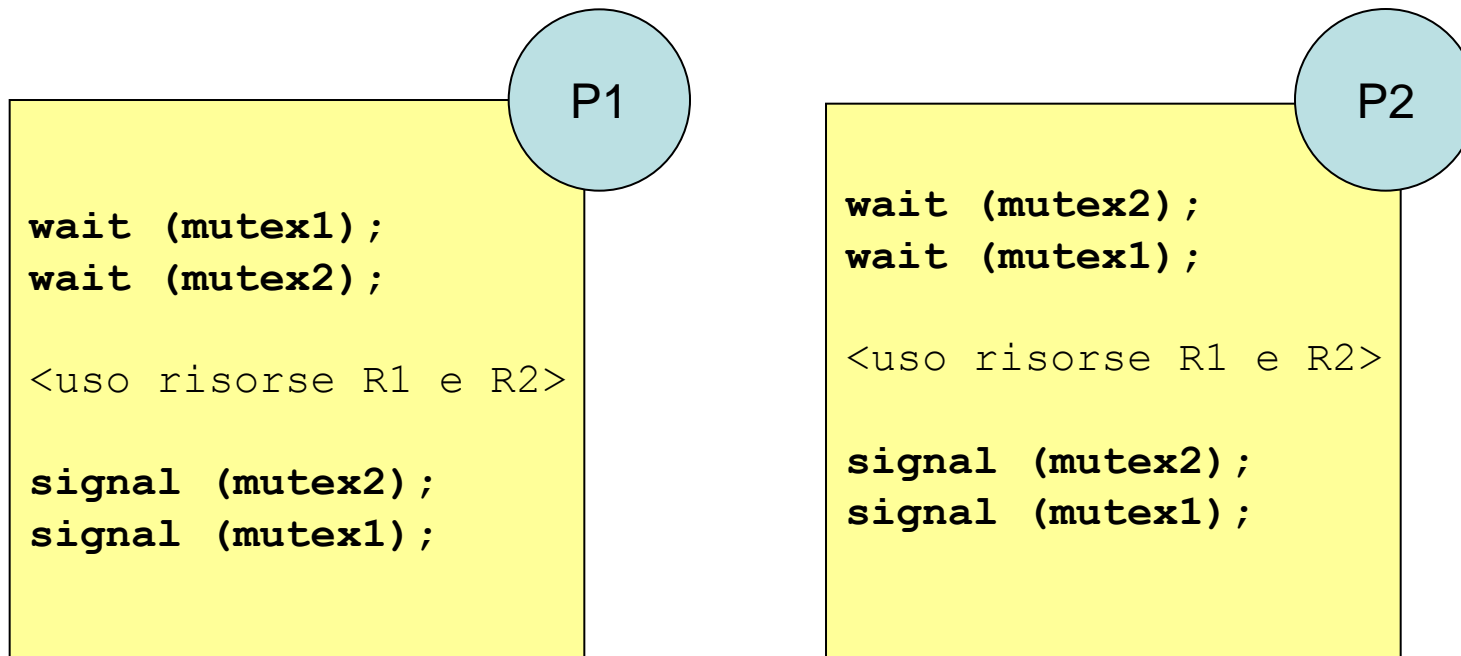 P1
wait (mutex1);
wait (mutex2);
<uso risorse R1 e R2>
signal (mutex2);
signal (mutex1);
P2
wait (mutex2);
wait (mutex1);
<uso risorse R1 e R2>
signal (mutex2);
signal (mutex1);